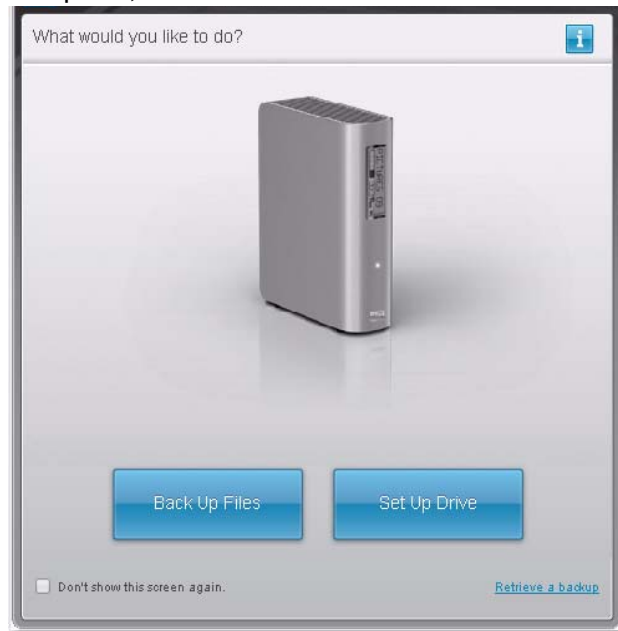 What would you like to do?
i
Back Up Files
Set Up Drive
Don't show this screen again.
Retrieve a backup